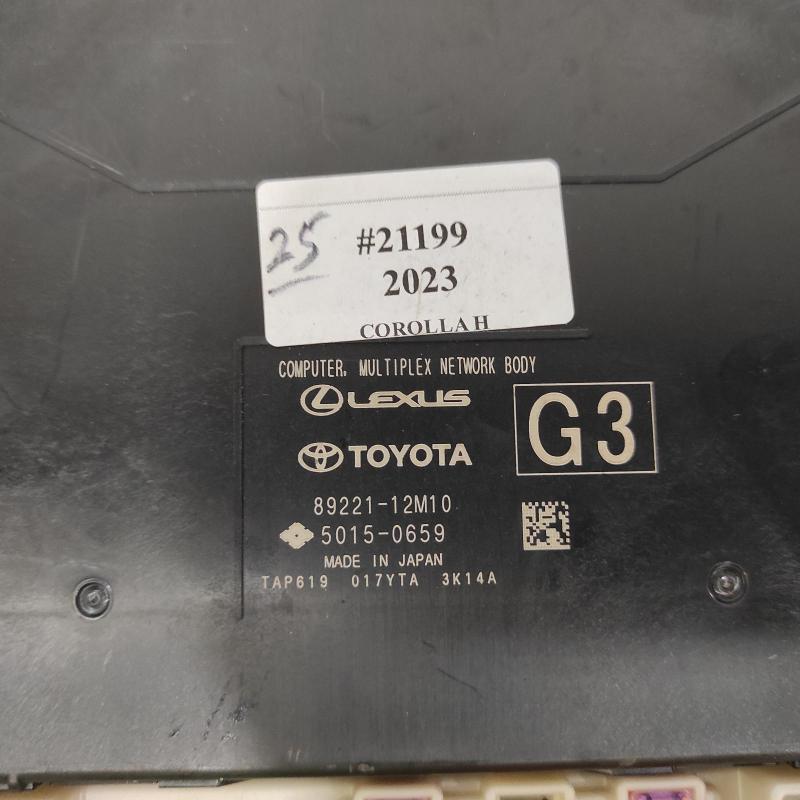 25
#21199
2023
COROLLA H
COMPUTER, MULTIPLEX NETWORK BODY
LEXUS
TOYOTA
G3
89221-12M10
5015-0659
MADE IN JAPAN
TAP619 017YTA 3K14A